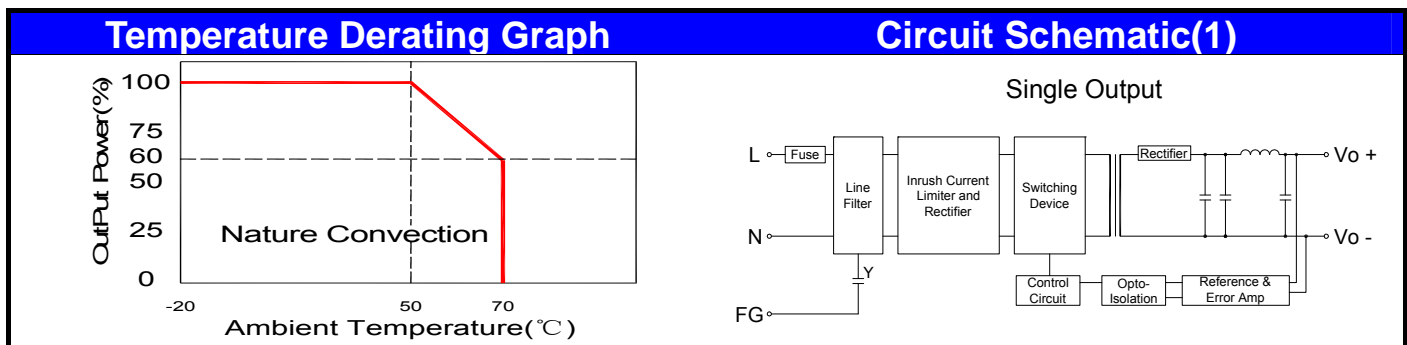 Temperature Derating Graph
OutPut Power(%)
100
75
60
50
25
0
Nature Convection
-20
50
70
Ambient Temperature(℃)
Circuit Schematic(1)
Single Output
L
Fuse
Line
Filter
Inrush Current
Limiter and
Rectifier
Switching
Device
Rectifier
Vo +
N
Vo -
Y
Control
Circuit
Opto-
Isolation
Reference &
Error Amp
FG